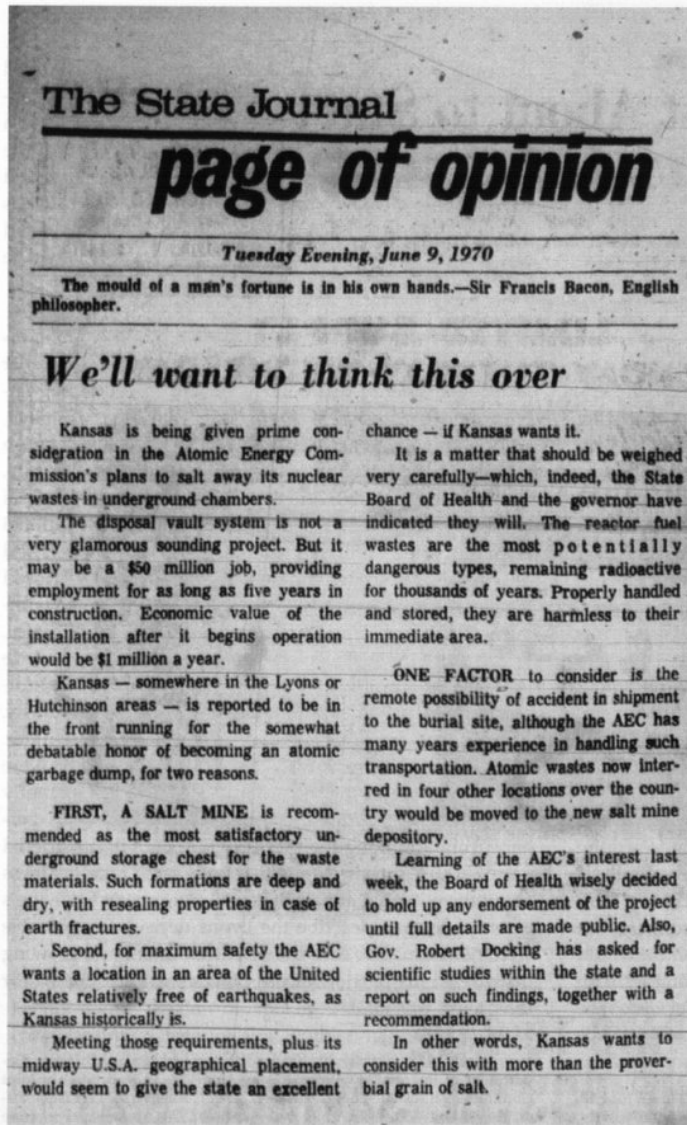 The State Journal
page of opinion
Tuesday Evening, June 9, 1970
The mould of a man's fortune is in his own hands.—Sir Francis Bacon, English
philosopher.
We'll want to think this over
Kansas is being given prime con-
sideration in the Atomic Energy Com-
mission's plans to salt away its nuclear
wastes in underground chambers.
The disposal vault system is not a
very glamorous sounding project. But it
may be a $50 million job, providing
employment for as long as five years in
construction. Economic value of the
installation after it begins operation
would be $1 million a year.
Kansas — somewhere in the Lyons or
Hutchinson areas — is reported to be in
the front running for the somewhat
debatable honor of becoming an atomic
garbage dump, for two reasons.
FIRST, A SALT MINE is recom-
mended as the most satisfactory un-
derground storage chest for the waste
materials. Such formations are deep and
dry, with resealing properties in case of
earth fractures.
Second, for maximum safety the AEC
wants a location in an area of the United
States relatively free of earthquakes, as
Kansas historically is.
Meeting those requirements, plus its
midway U.S.A. geographical placement,
would seem to give the state an excellent
chance — if Kansas wants it.
It is a matter that should be weighed
very carefully—which, indeed, the State
Board of Health and the governor have
indicated they will. The reactor fuel
wastes are the most potentially
dangerous types, remaining radioactive
for thousands of years. Properly handled
and stored, they are harmless to their
immediate area.
ONE FACTOR to consider is the
remote possibility of accident in shipment
to the burial site, although the AEC has
many years experience in handling such
transportation. Atomic wastes now inter-
red in four other locations over the coun-
try would be moved to the new salt mine
depository.
Learning of the AEC's interest last
week, the Board of Health wisely decided
to hold up any endorsement of the project
until full details are made public. Also,
Gov. Robert Docking has asked for
scientific studies within the state and a
report on such findings, together with a
recommendation.
In other words, Kansas wants to
consider this with more than the prover-
bial grain of salt.